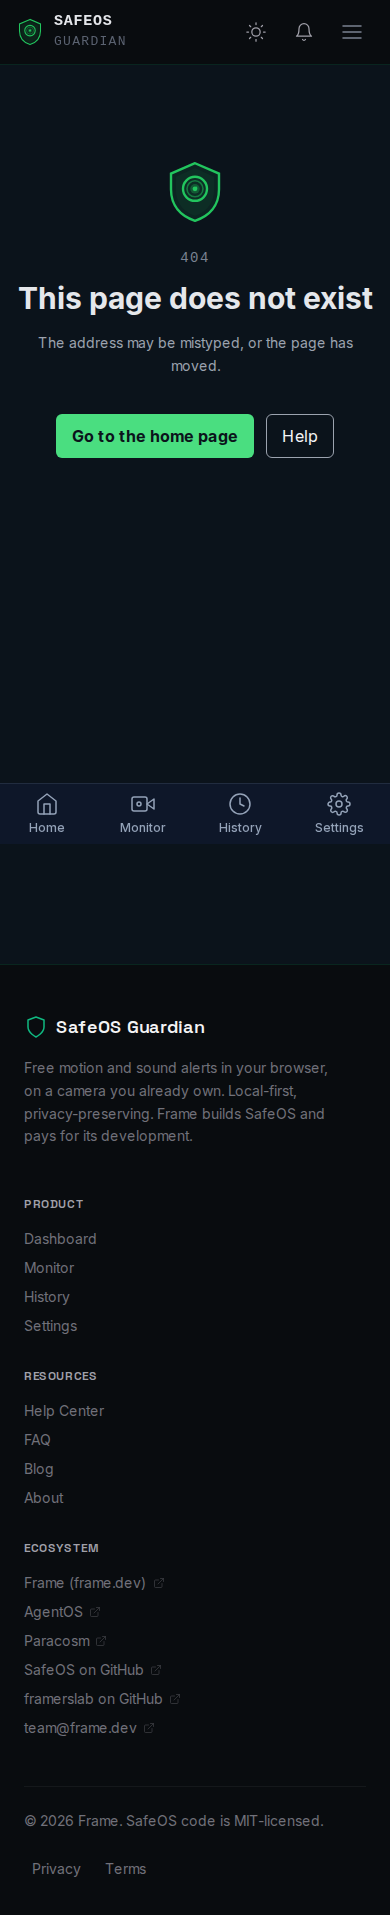 SAFEOS
GUARDIAN
404
This page does not exist
The address may be mistyped, or the page has
moved.
Go to the home page
Help
Home
Monitor
History
Settings
SafeOS Guardian
Free motion and sound alerts in your browser,
on a camera you already own. Local-first,
privacy-preserving. Frame builds SafeOS and
pays for its development.
PRODUCT
Dashboard
Monitor
History
Settings
RESOURCES
Help Center
FAQ
Blog
About
ECOSYSTEM
Frame (frame.dev)
AgentOS
Paracosm
SafeOS on GitHub
framerslab on GitHub
team@frame.dev
© 2026 Frame. SafeOS code is MIT-licensed.
Privacy
Terms